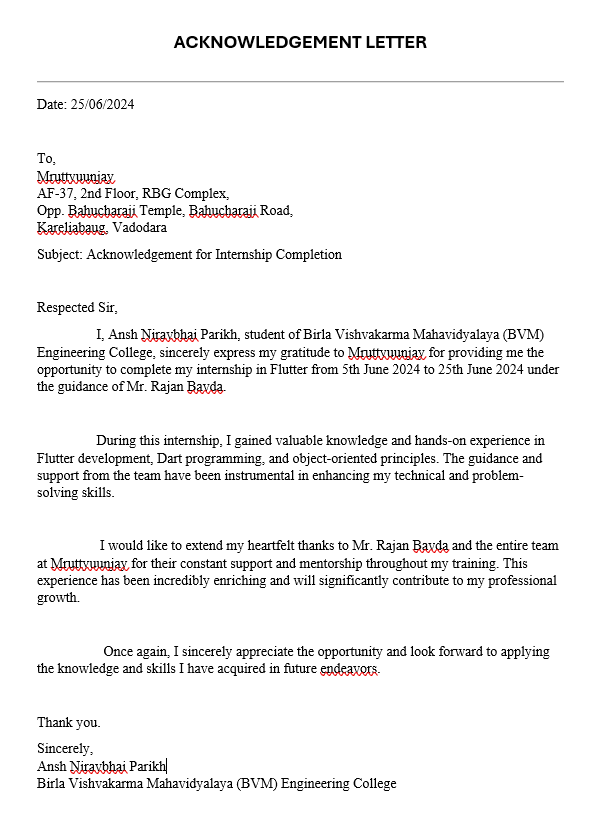 ACKNOWLEDGEMENT LETTER
Date: 25/06/2024
To,
Mruttyuunjay
AF-37, 2nd Floor, RBG Complex,
Opp. Bahucharaji Temple, Bahucharaji Road,
Kareliabaug, Vadodara
Subject: Acknowledgement for Internship Completion
Respected Sir,
I, Ansh Niravbhai Parikh, student of Birla Vishvakarma Mahavidyalaya (BVM)
Engineering College, sincerely express my gratitude to Mruttyuunjay for providing me the
opportunity to complete my internship in Flutter from 5th June 2024 to 25th June 2024 under
the guidance of Mr. Rajan Bavda.
During this internship, I gained valuable knowledge and hands-on experience in
Flutter development, Dart programming, and object-oriented principles. The guidance and
support from the team have been instrumental in enhancing my technical and problem-
solving skills.
I would like to extend my heartfelt thanks to Mr. Rajan Bavda and the entire team
at Mruttyuunjay for their constant support and mentorship throughout my training. This
experience has been incredibly enriching and will significantly contribute to my professional
growth.
Once again, I sincerely appreciate the opportunity and look forward to applying
the knowledge and skills I have acquired in future endeavors.
Thank you.
Sincerely,
Ansh Niravbhai Parikh
Birla Vishvakarma Mahavidyalaya (BVM) Engineering College